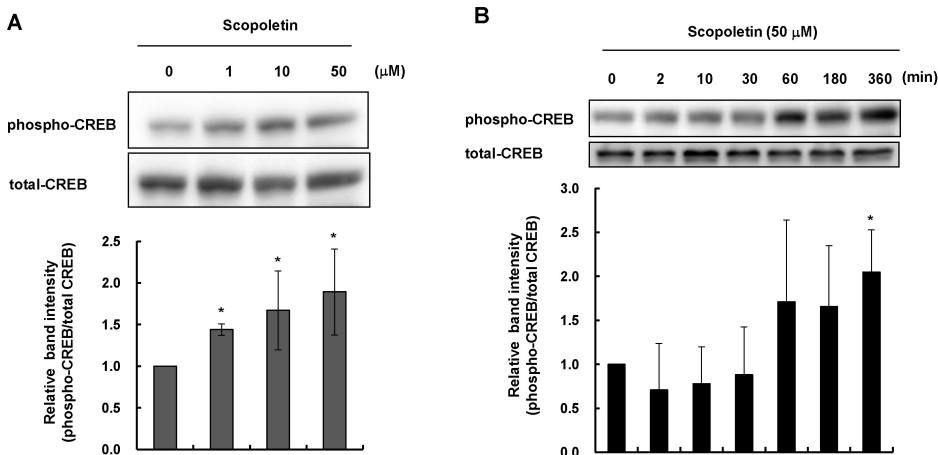 A
Scopoletin
0 1 10 50 (μM)
phospho-CREB
total-CREB
Relative band intensity
(phospho-CREB/total CREB)
2.5
2.0
1.5
1.0
0.5
0.0
*
*
*
B
Scopoletin (50 μM)
0 2 10 30 60 180 360 (min)
phospho-CREB
total-CREB
Relative band intensity
(phospho-CREB/total CREB)
3.0
2.5
2.0
1.5
1.0
0.5
0.0
*